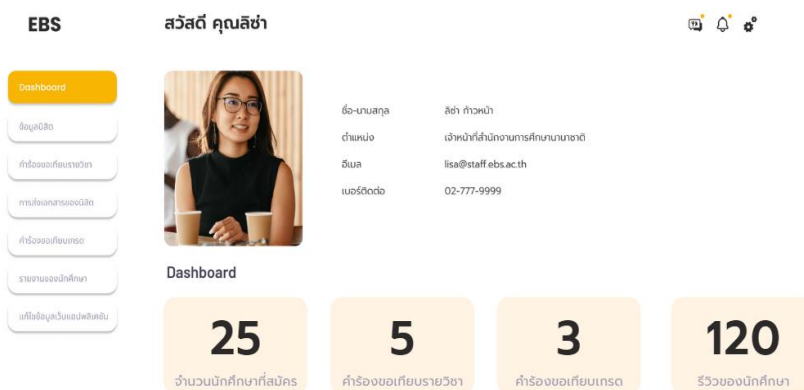 EBS
สวัสดี คุณลิซ่า
Dashboard
ข้อมูลนิสิต
คำร้องขอเทียบรายวิชา
การส่งเอกสารของนิสิต
คำร้องขอเทียบเกรด
รายงานของนักศึกษา
แก้ไขข้อมูลเว็บแอปพลิเคชัน
ชื่อ-นามสกุล ลิซ่า ก้าวหน้า
ตำแหน่ง เจ้าหน้าที่สำนักงานการศึกษานานาชาติ
อีเมล lisa@staff.ebs.ac.th
เบอร์ติดต่อ 02-777-9999
Dashboard
25
จำนวนนักศึกษาที่สมัคร
5
คำร้องขอเทียบรายวิชา
3
คำร้องขอเทียบเกรด
120
รีวิวของนักศึกษา